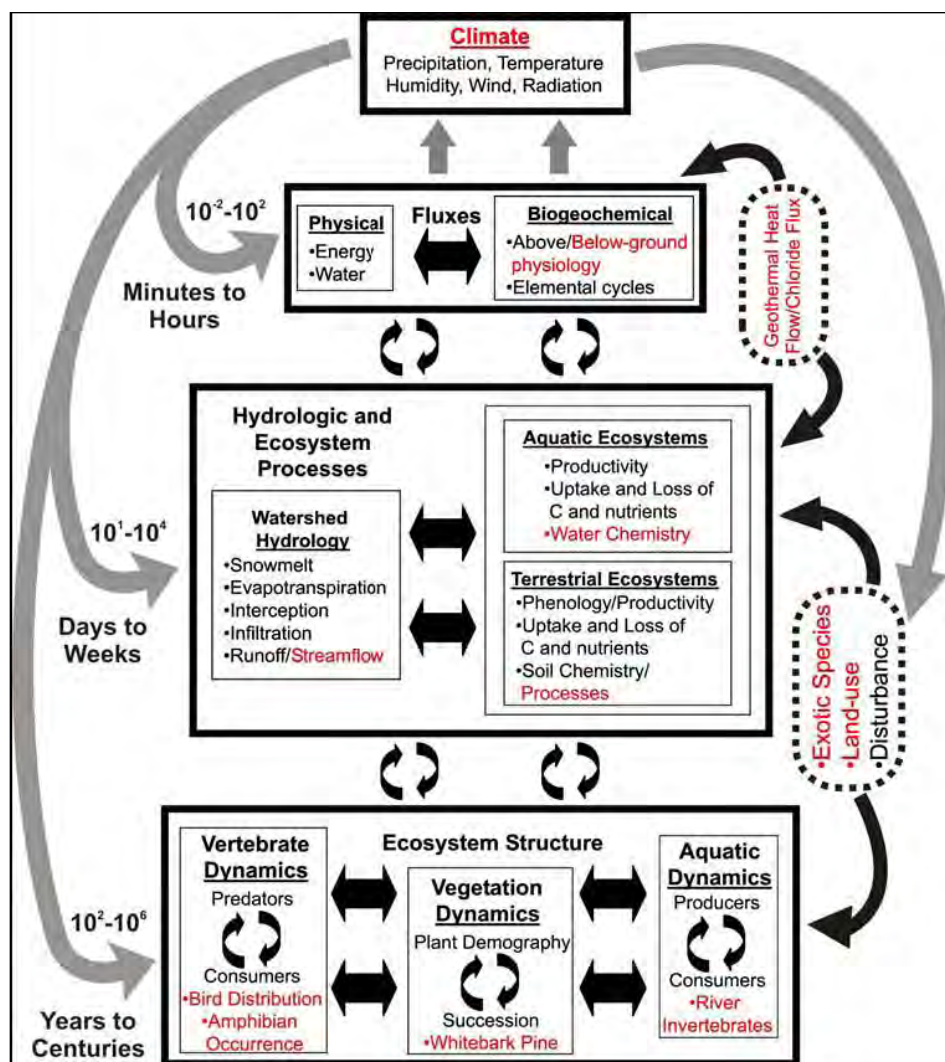 Climate
Precipitation, Temperature
Humidity, Wind, Radiation
10⁻²-10²
Minutes to
Hours
Physical
•Energy
•Water
Fluxes
Biogeochemical
•Above/Below-ground
physiology
•Elemental cycles
Geothermal Heat
Flow/Chloride Flux
Hydrologic and
Ecosystem
Processes
10¹-10⁴
Days to
Weeks
Watershed
Hydrology
•Snowmelt
•Evapotranspiration
•Interception
•Infiltration
•Runoff/Streamflow
Aquatic Ecosystems
•Productivity
•Uptake and Loss of
C and nutrients
•Water Chemistry
Terrestrial Ecosystems
•Phenology/Productivity
•Uptake and Loss of
C and nutrients
•Soil Chemistry/
Processes
•Exotic Species
•Land-use
•Disturbance
10²-10⁶
Years to
Centuries
Vertebrate
Dynamics
Predators
Consumers
•Bird Distribution
•Amphibian
Occurrence
Ecosystem Structure
Vegetation
Dynamics
Plant Demography
Succession
•Whitebark Pine
Aquatic
Dynamics
Producers
Consumers
•River
Invertebrates